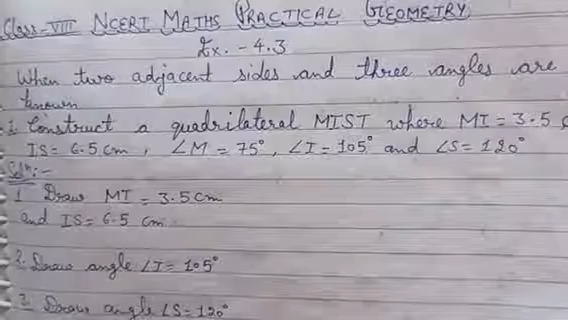 Class-VIII NCERT MATHS PRACTICAL GEOMETRY
Ex. - 4.3
When two adjacent sides and three angles are
known
1. Construct a quadrilateral MIST where MI = 3.5
IS = 6.5 cm, ∠M = 75°, ∠I = 105° and ∠S = 120°
Soln:-
1 Draw MI = 3.5 cm
and IS = 6.5 cm
2. Draw angle ∠I = 105°
3. Draw angle ∠S = 120°